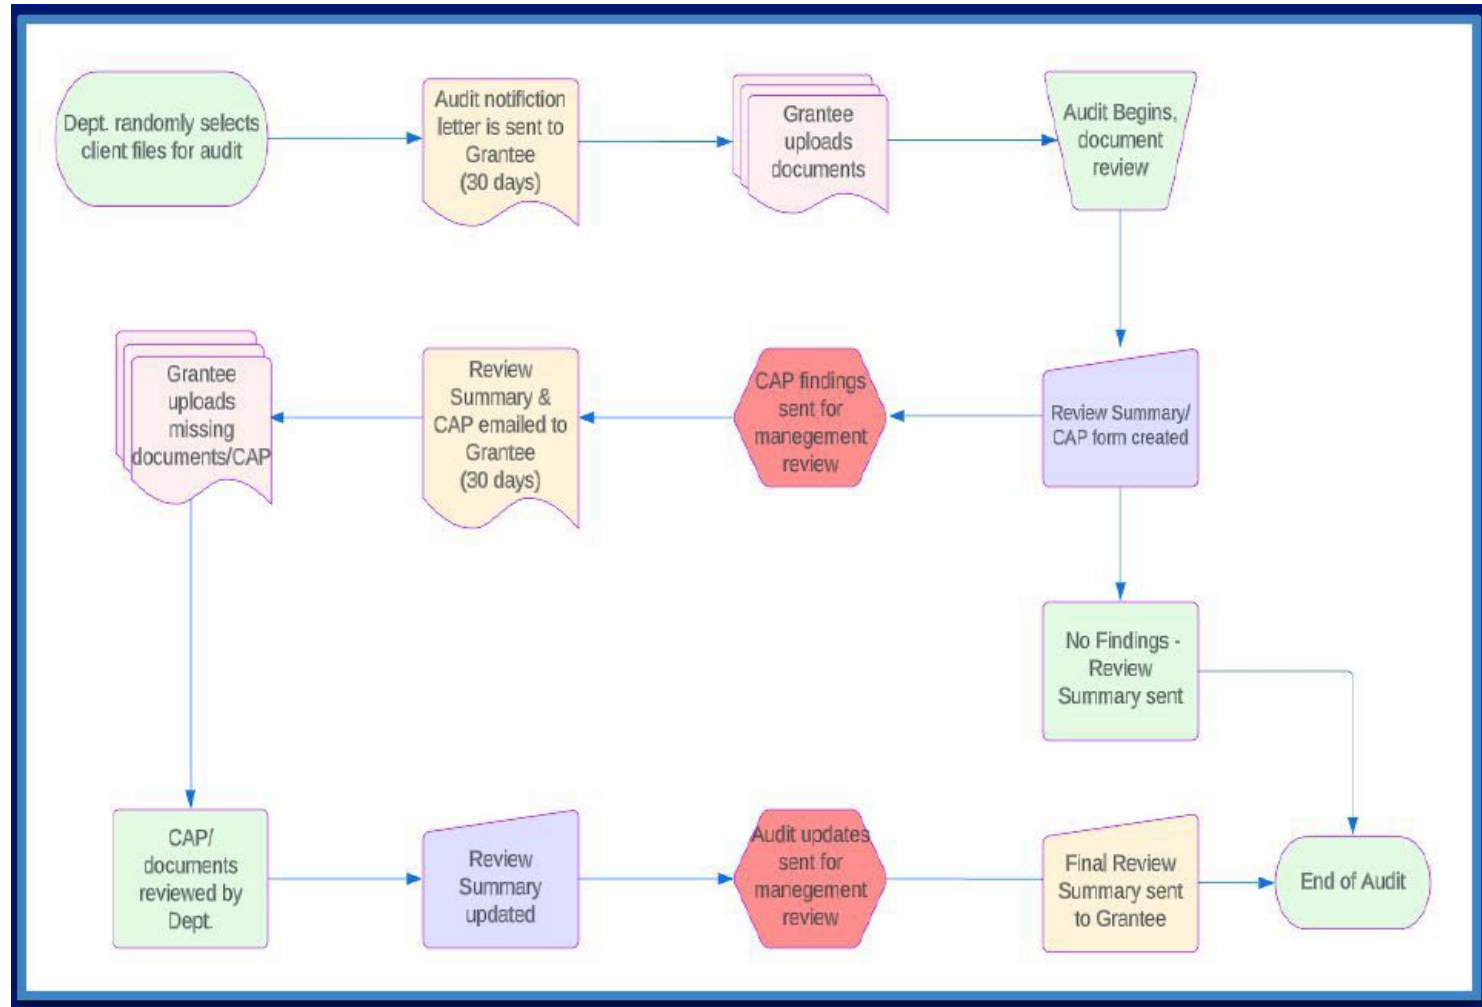 Dept. randomly selects
client files for audit
Audit notifiction
letter is sent to
Grantee
(30 days)
Grantee
uploads
documents
Audit Begins,
document
review
Grantee
uploads
missing
documents/CAP
Review
Summary &
CAP emailed to
Grantee
(30 days)
CAP findings
sent for
manegement
review
Review Summary/
CAP form created
No Findings -
Review
Summary sent
CAP/
documents
reviewed by
Dept.
Review
Summary
updated
Audit updates
sent for
manegement
review
Final Review
Summary sent
to Grantee
End of Audit